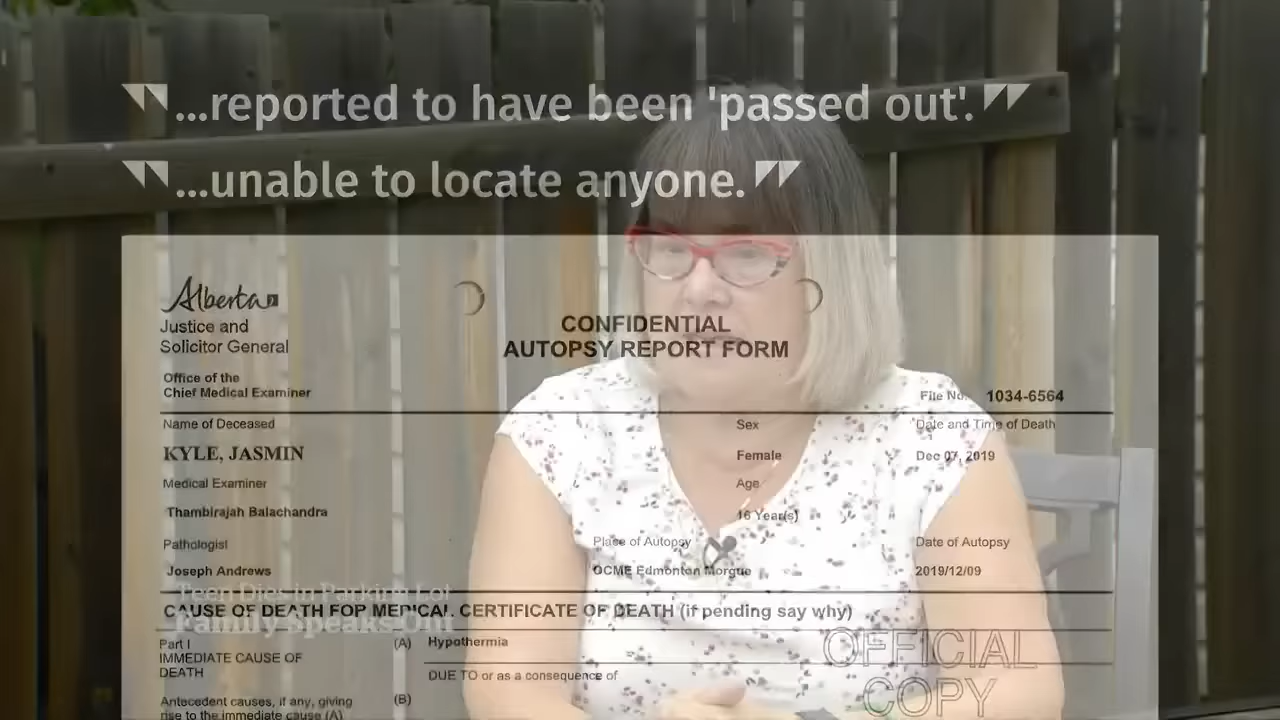 "...reported to have been 'passed out'."
"...unable to locate anyone."
Alberta
Justice and
Solicitor General
CONFIDENTIAL
AUTOPSY REPORT FORM
Office of the
Chief Medical Examiner
File No. 1034-6564
Name of Deceased Sex Date and Time of Death
KYLE, JASMIN Female Dec 07, 2019
Medical Examiner Age
Thambirajah Balachandra 16 Year(s)
Pathologist Place of Autopsy Date of Autopsy
Joseph Andrews OCME Edmonton Morgue 2019/12/09
Teen Dies in Parking Lot
Family Speaks Out
CAUSE OF DEATH FOR MEDICAL CERTIFICATE OF DEATH (if pending say why)
Part I (A) Hypothermia
IMMEDIATE CAUSE OF
DEATH DUE TO or as a consequence of
Antecedent causes, if any, giving (B)
rise to the immediate cause (A)
OFFICIAL
COPY